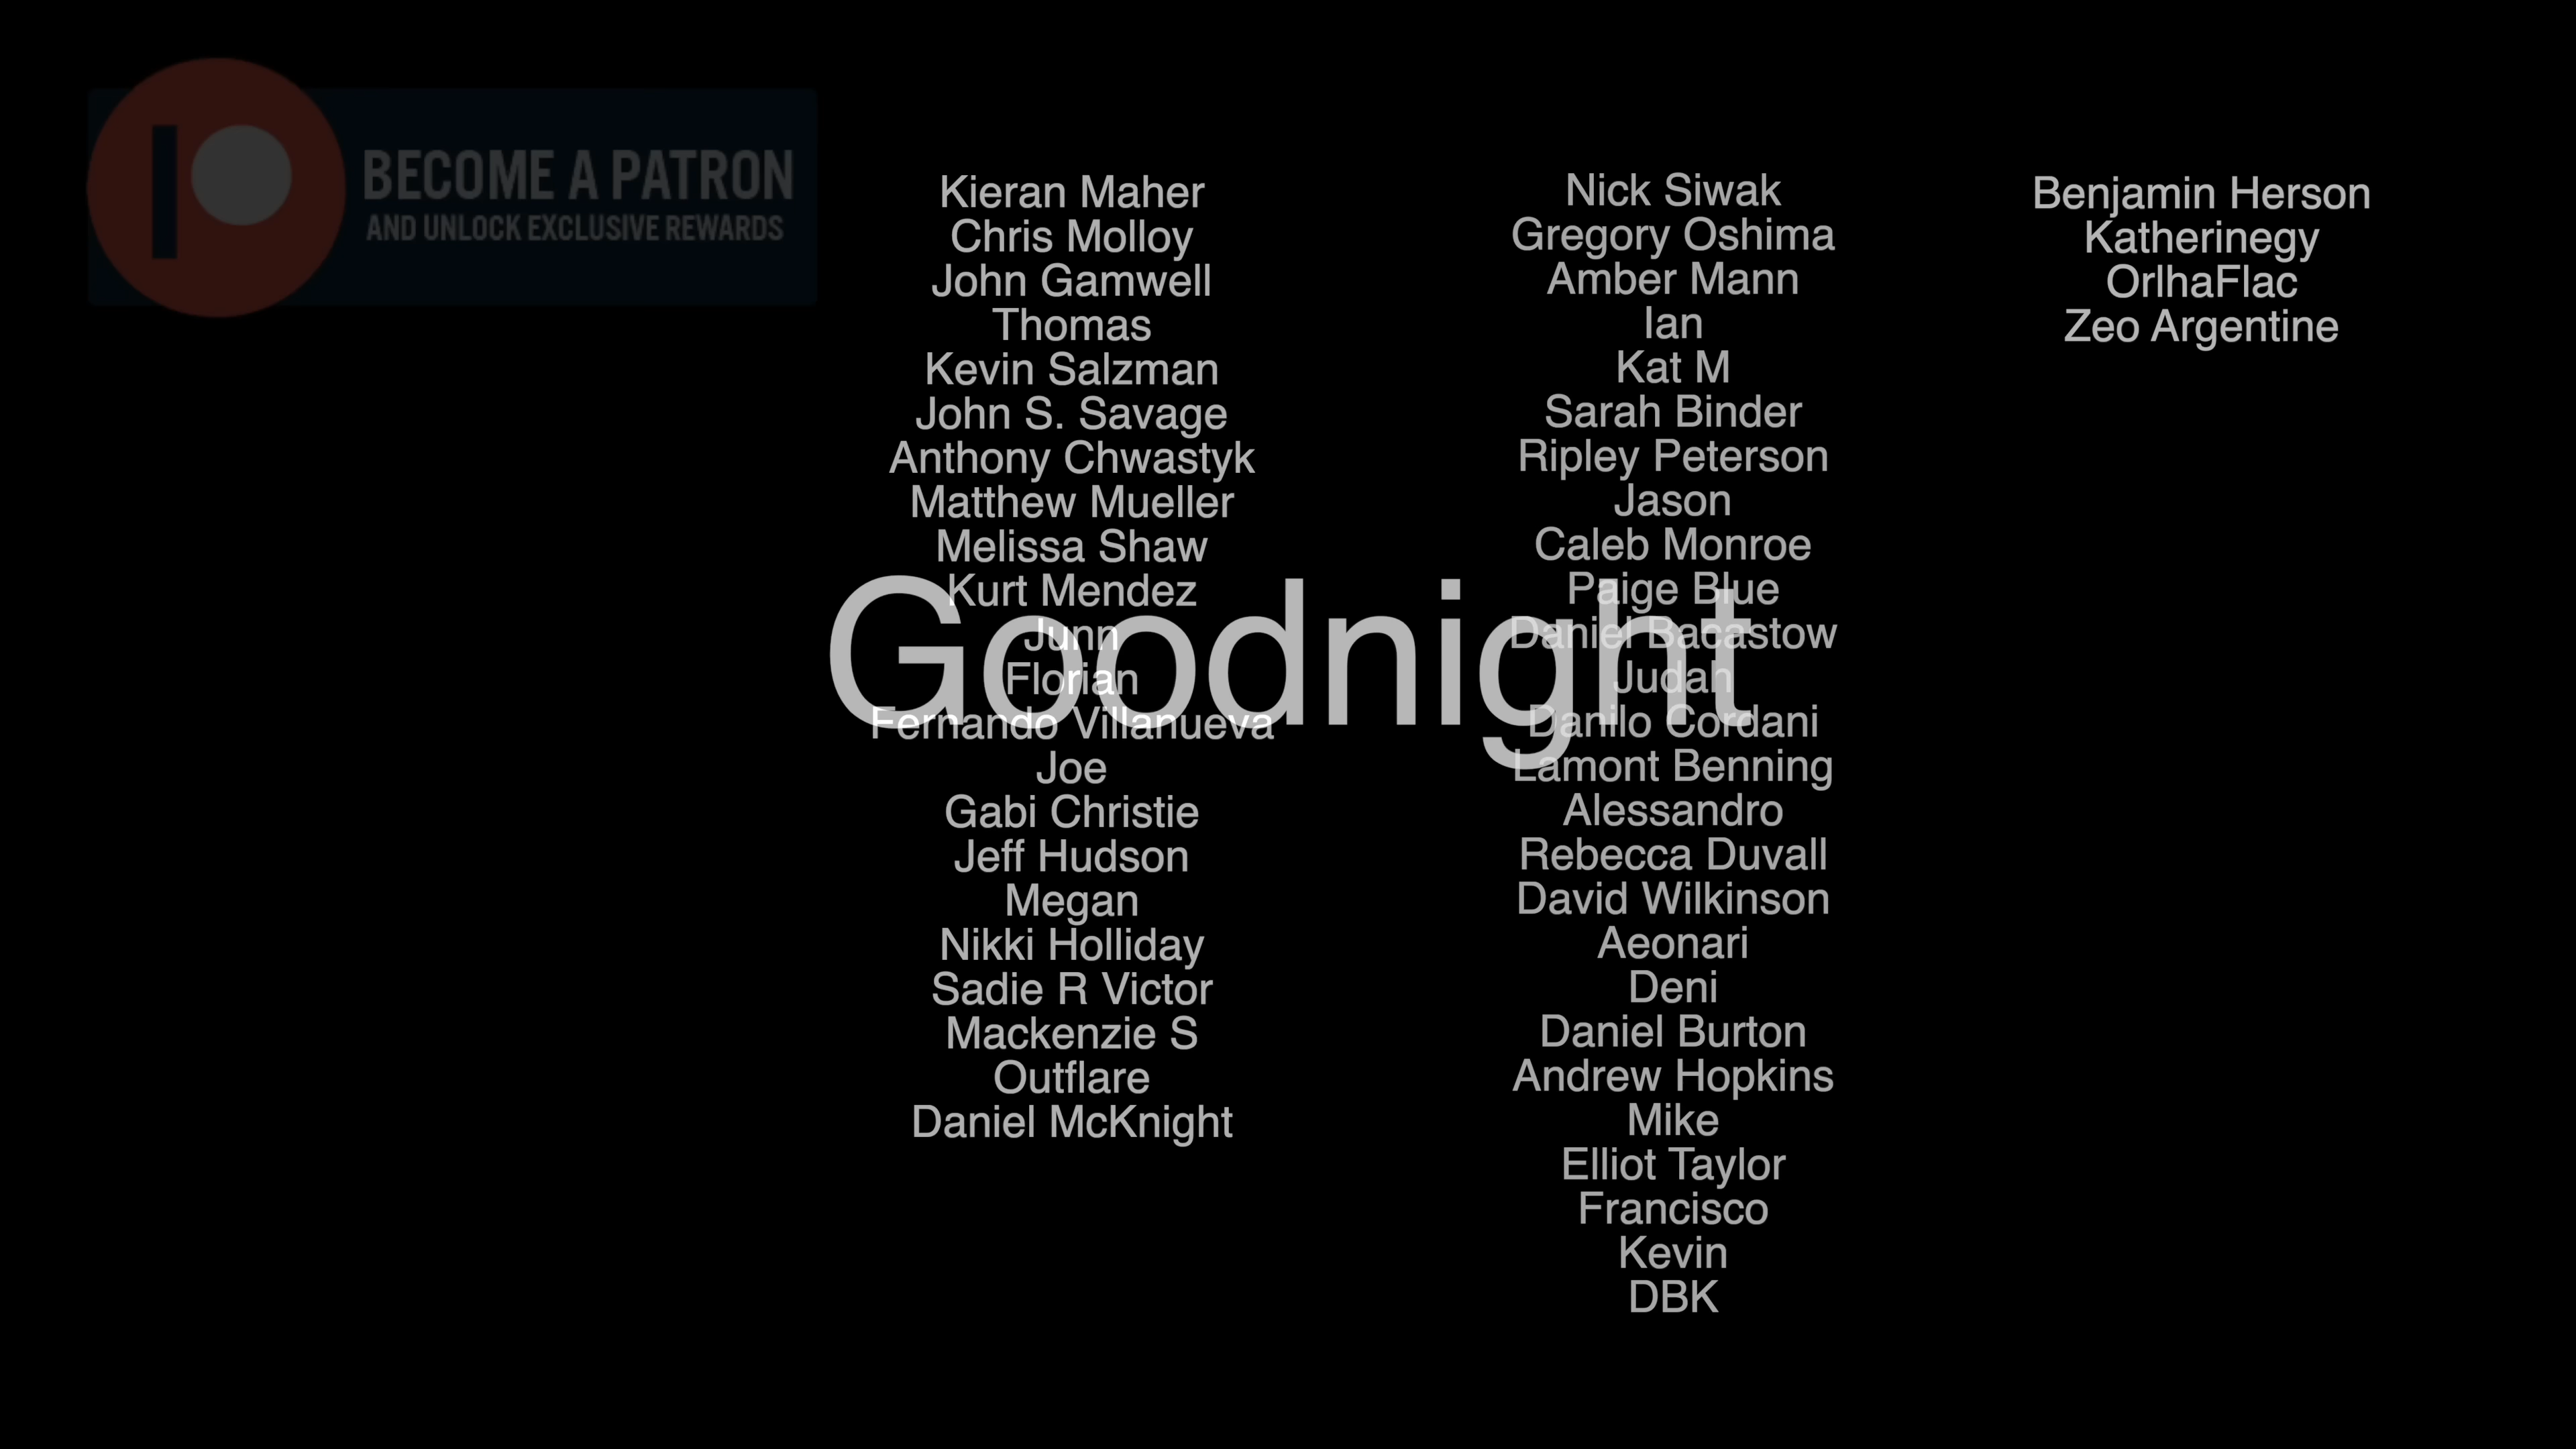 BECOME A PATRON
AND UNLOCK EXCLUSIVE REWARDS
Kieran Maher
Chris Molloy
John Gamwell
Thomas
Kevin Salzman
John S. Savage
Anthony Chwastyk
Matthew Mueller
Melissa Shaw
Kurt Mendez
Junn
Florian
Fernando Villanueva
Joe
Gabi Christie
Jeff Hudson
Megan
Nikki Holliday
Sadie R Victor
Mackenzie S
Outflare
Daniel McKnight
Goodnight
Nick Siwak
Gregory Oshima
Amber Mann
Ian
Kat M
Sarah Binder
Ripley Peterson
Jason
Caleb Monroe
Paige Blue
Daniel Bacastow
Judah
Danilo Cordani
Lamont Benning
Alessandro
Rebecca Duvall
David Wilkinson
Aeonari
Deni
Daniel Burton
Andrew Hopkins
Mike
Elliot Taylor
Francisco
Kevin
DBK
Benjamin Herson
Katherinegy
OrlhaFlac
Zeo Argentine